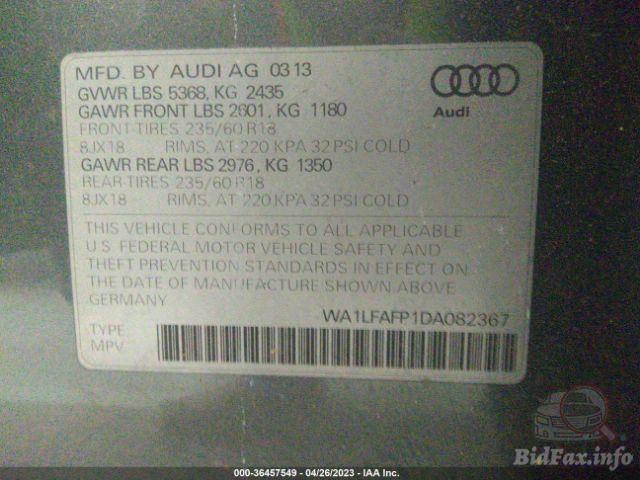 MFD. BY AUDI AG 03 13
GVWR LBS 5368, KG 2435
GAWR FRONT LBS 2601, KG 1180
FRONT-TIRES 235/60 R18
8JX18 RIMS, AT 220 KPA 32 PSI COLD
GAWR REAR LBS 2976, KG 1350
REAR-TIRES 235/60 R18
8JX18 RIMS, AT 220 KPA 32 PSI COLD
Audi
THIS VEHICLE CONFORMS TO ALL APPLICABLE
U.S. FEDERAL MOTOR VEHICLE SAFETY AND
THEFT PREVENTION STANDARDS IN EFFECT ON
THE DATE OF MANUFACTURE SHOWN ABOVE
GERMANY
WA1LFAFP1DA082367
TYPE
MPV
BidFax.info
000-36457549 - 04/26/2023 - IAA Inc.